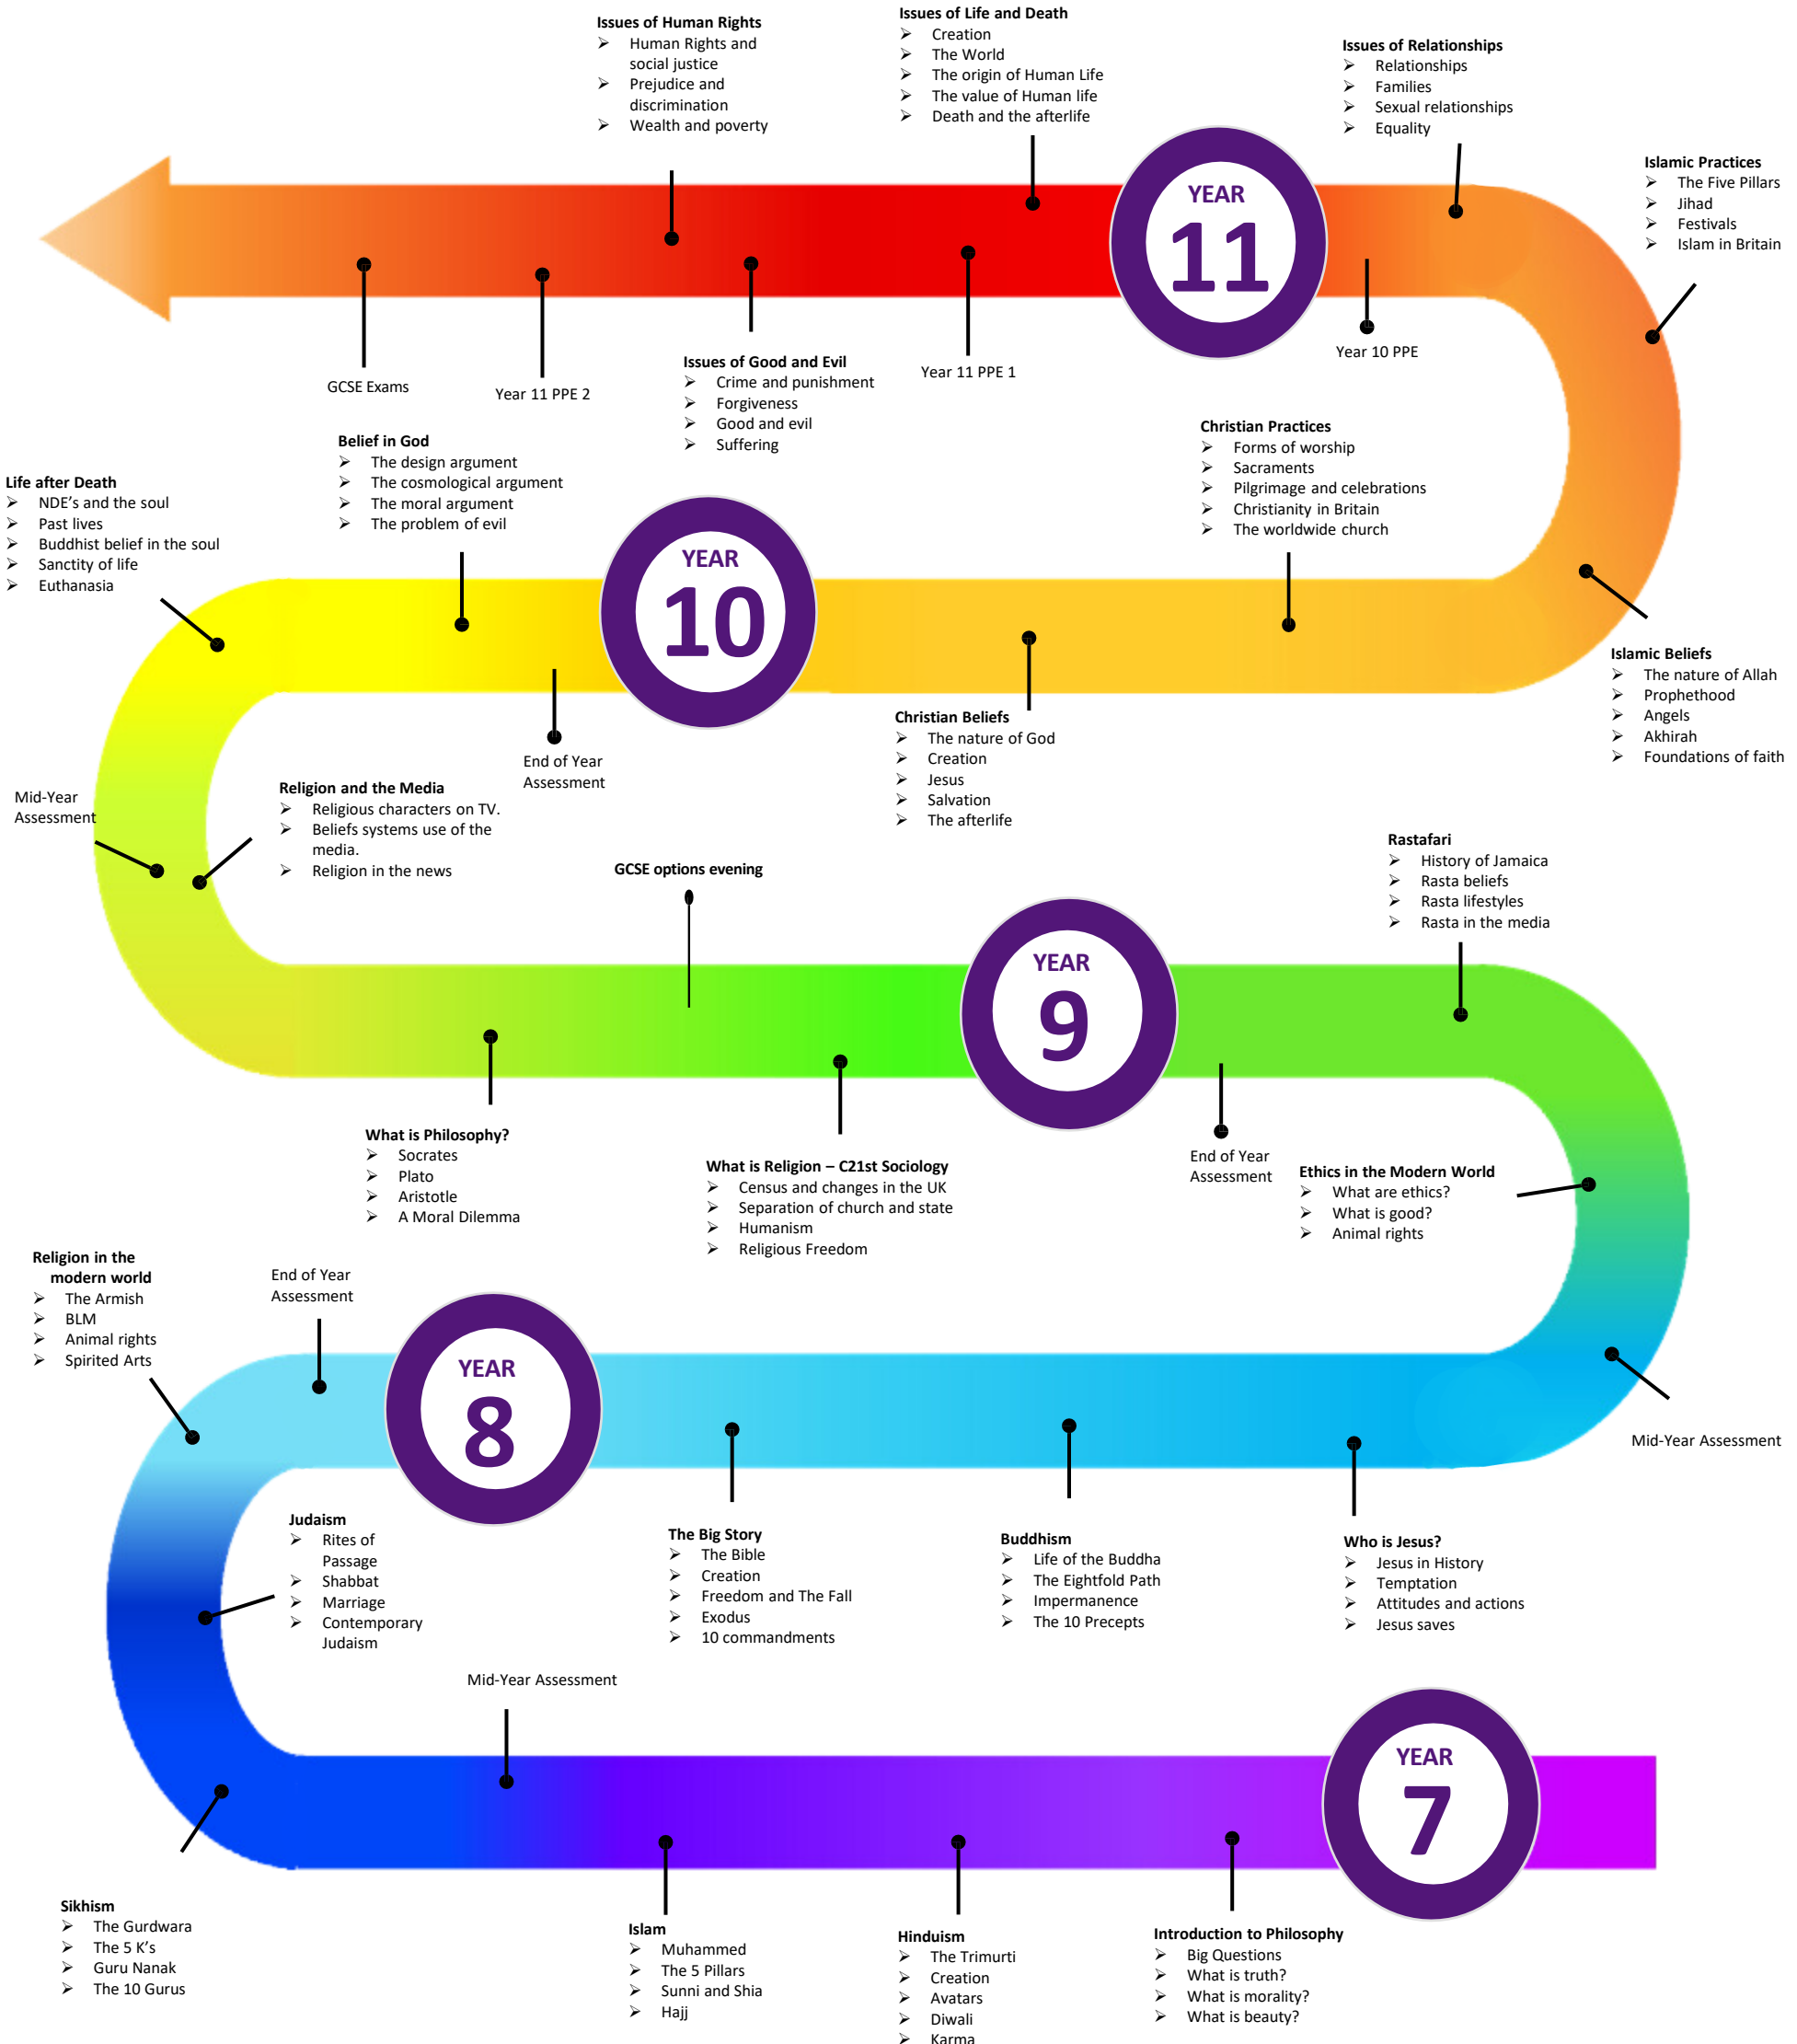 Issues of Human Rights
➢ Human Rights and
social justice
➢ Prejudice and
discrimination
➢ Wealth and poverty
Issues of Life and Death
➢ Creation
➢ The World
➢ The origin of Human Life
➢ The value of Human life
➢ Death and the afterlife
Issues of Relationships
➢ Relationships
➢ Families
➢ Sexual relationships
➢ Equality
Islamic Practices
➢ The Five Pillars
➢ Jihad
➢ Festivals
➢ Islam in Britain
YEAR
11
GCSE Exams
Year 11 PPE 2
Issues of Good and Evil
➢ Crime and punishment
➢ Forgiveness
➢ Good and evil
➢ Suffering
Year 11 PPE 1
Year 10 PPE
Life after Death
➢ NDE's and the soul
➢ Past lives
➢ Buddhist belief in the soul
➢ Sanctity of life
➢ Euthanasia
Belief in God
➢ The design argument
➢ The cosmological argument
➢ The moral argument
➢ The problem of evil
Christian Practices
➢ Forms of worship
➢ Sacraments
➢ Pilgrimage and celebrations
➢ Christianity in Britain
➢ The worldwide church
YEAR
10
Islamic Beliefs
➢ The nature of Allah
➢ Prophethood
➢ Angels
➢ Akhirah
➢ Foundations of faith
Christian Beliefs
➢ The nature of God
➢ Creation
➢ Jesus
➢ Salvation
➢ The afterlife
End of Year
Assessment
Mid-Year
Assessment
Religion and the Media
➢ Religious characters on TV.
➢ Beliefs systems use of the
media.
➢ Religion in the news
GCSE options evening
Rastafari
➢ History of Jamaica
➢ Rasta beliefs
➢ Rasta lifestyles
➢ Rasta in the media
YEAR
9
What is Philosophy?
➢ Socrates
➢ Plato
➢ Aristotle
➢ A Moral Dilemma
What is Religion – C21st Sociology
➢ Census and changes in the UK
➢ Separation of church and state
➢ Humanism
➢ Religious Freedom
End of Year
Assessment
Ethics in the Modern World
➢ What are ethics?
➢ What is good?
➢ Animal rights
Religion in the
modern world
➢ The Armish
➢ BLM
➢ Animal rights
➢ Spirited Arts
End of Year
Assessment
YEAR
8
Mid-Year Assessment
Judaism
➢ Rites of
Passage
➢ Shabbat
➢ Marriage
➢ Contemporary
Judaism
The Big Story
➢ The Bible
➢ Creation
➢ Freedom and The Fall
➢ Exodus
➢ 10 commandments
Buddhism
➢ Life of the Buddha
➢ The Eightfold Path
➢ Impermanence
➢ The 10 Precepts
Who is Jesus?
➢ Jesus in History
➢ Temptation
➢ Attitudes and actions
➢ Jesus saves
Mid-Year Assessment
YEAR
7
Sikhism
➢ The Gurdwara
➢ The 5 K's
➢ Guru Nanak
➢ The 10 Gurus
Islam
➢ Muhammed
➢ The 5 Pillars
➢ Sunni and Shia
➢ Hajj
Hinduism
➢ The Trimurti
➢ Creation
➢ Avatars
➢ Diwali
➢ Karma
Introduction to Philosophy
➢ Big Questions
➢ What is truth?
➢ What is morality?
➢ What is beauty?